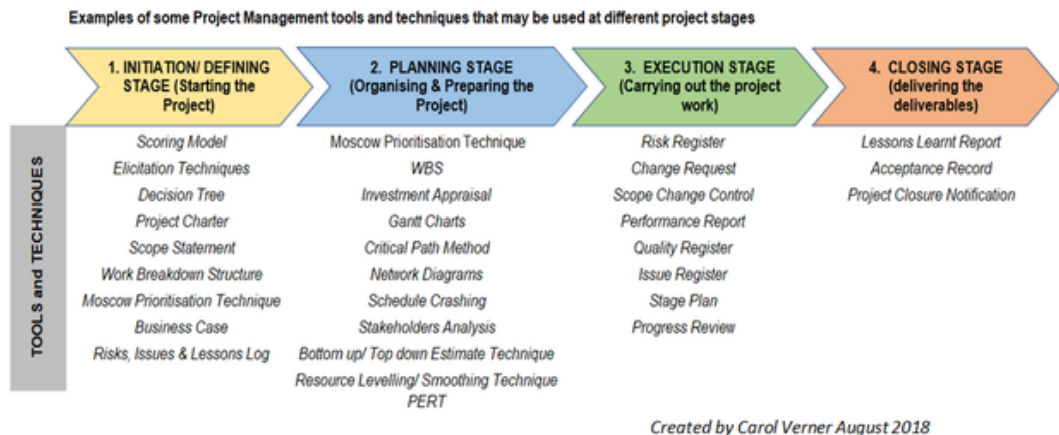 Examples of some Project Management tools and techniques that may be used at different project stages
1. INITIATION/ DEFINING
STAGE (Starting the
Project)
2. PLANNING STAGE
(Organising & Preparing the
Project)
3. EXECUTION STAGE
(Carrying out the project
work)
4. CLOSING STAGE
(delivering the
deliverables)
TOOLS and TECHNIQUES
Scoring Model
Elicitation Techniques
Decision Tree
Project Charter
Scope Statement
Work Breakdown Structure
Moscow Prioritisation Technique
Business Case
Risks, Issues & Lessons Log
Moscow Prioritisation Technique
WBS
Investment Appraisal
Gantt Charts
Critical Path Method
Network Diagrams
Schedule Crashing
Stakeholders Analysis
Bottom up/ Top down Estimate Technique
Resource Levelling/ Smoothing Technique
PERT
Risk Register
Change Request
Scope Change Control
Performance Report
Quality Register
Issue Register
Stage Plan
Progress Review
Lessons Learnt Report
Acceptance Record
Project Closure Notification
Created by Carol Verner August 2018